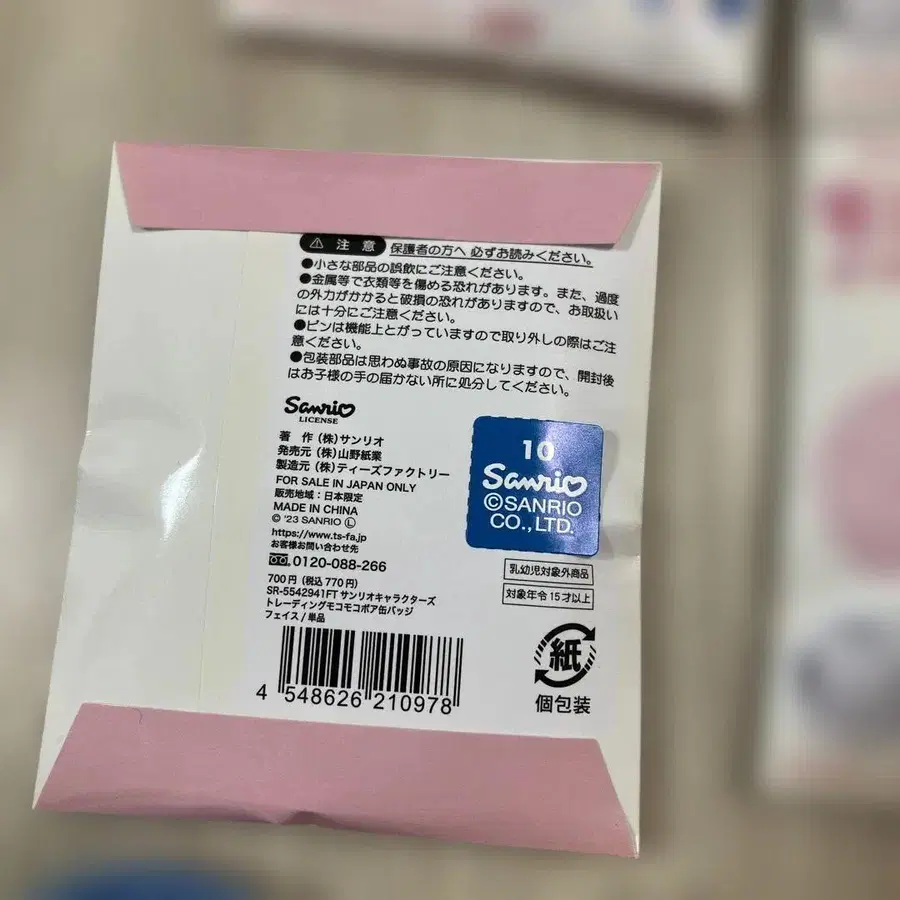 ⚠ 注 意 保護者の方へ 必ずお読みください。
●小さな部品の誤飲にご注意ください。
●金属等で衣類等を傷める恐れがあります。また、過度
の外力がかかると破損の恐れがありますので、お取扱い
には十分にご注意ください。
●ピンは機能上とがっていますので取り外しの際はご注
意ください。
●包装部品は思わぬ事故の原因になりますので、開封後
はお子様の手の届かない所に処分してください。
Sanrio
LICENSE
著 作 (株)サンリオ
発売元 (株)山野紙業
製造元 (株)ティーズファクトリー
FOR SALE IN JAPAN ONLY
販売地域:日本限定
MADE IN CHINA
© '23 SANRIO Ⓛ
https://www.ts-fa.jp
お客様お問い合わせ先
0120-088-266
700円(税込770円)
SR-5542941FT サンリオキャラクターズ
トレーディングモコモコボア缶バッジ
フェイス/単品
4 548626 210978
10
Sanrio
©SANRIO
CO.,LTD.
乳幼児対象外商品
対象年令15才以上
紙
個包装